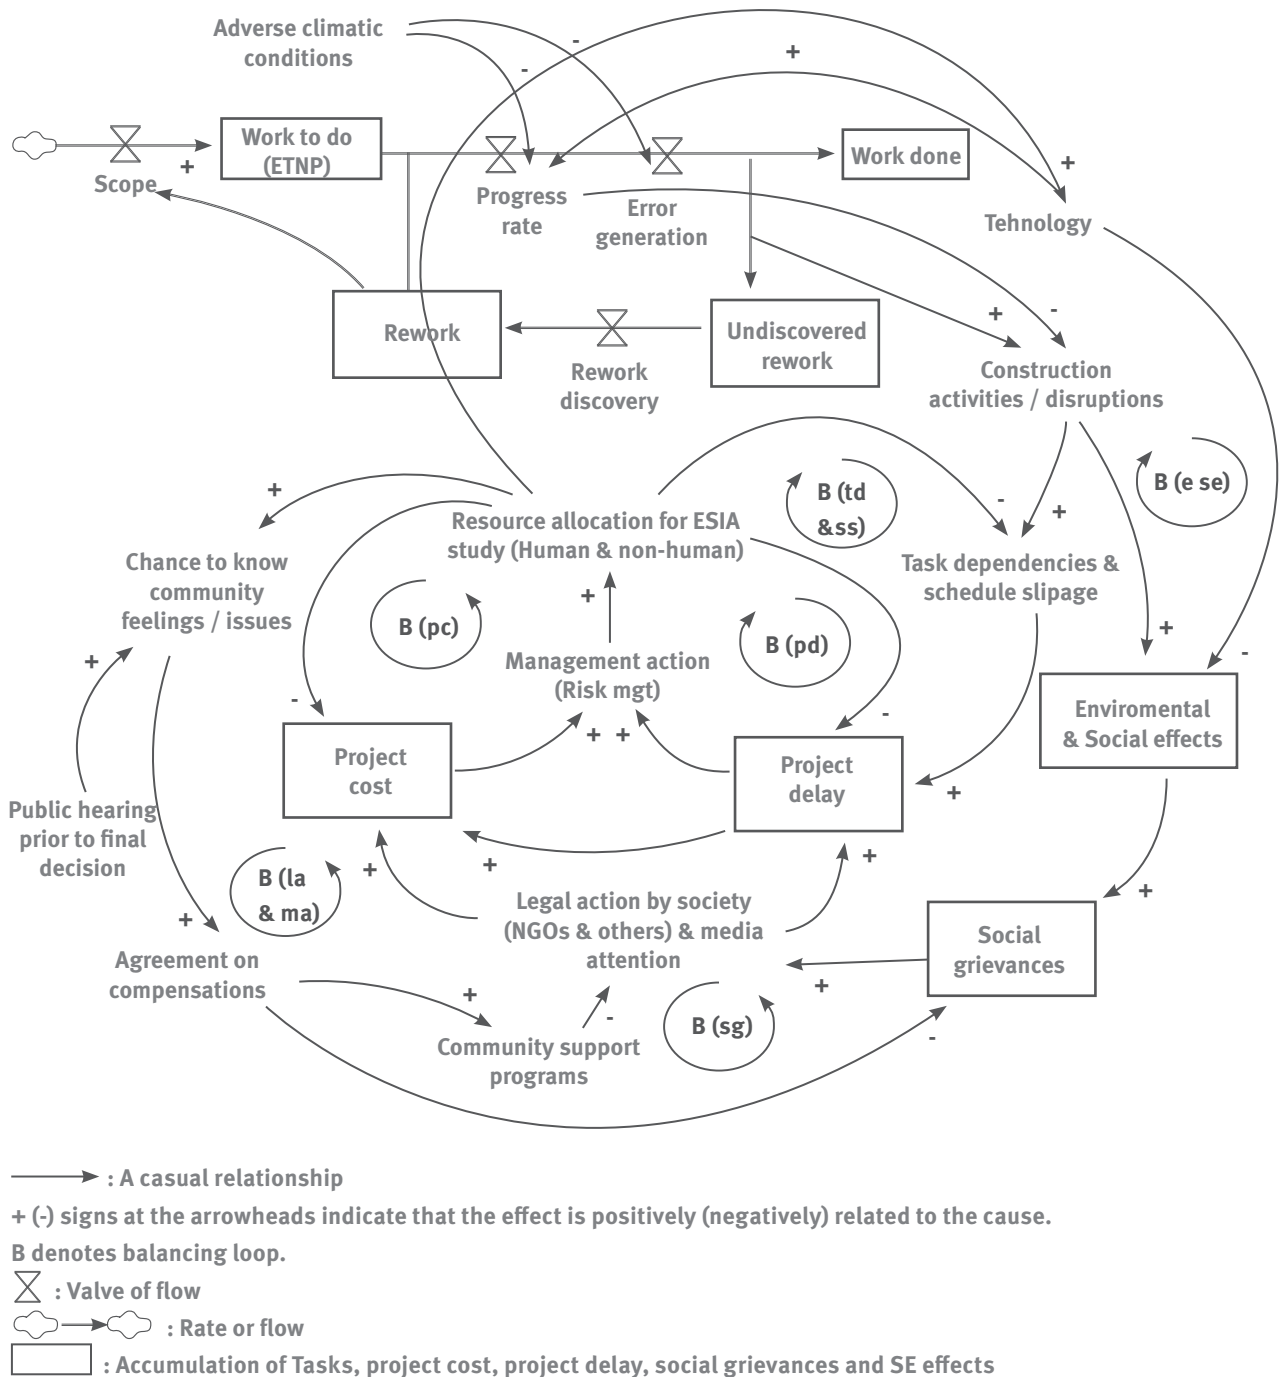 Adverse climatic
conditions
-
-
+
Work to do
(ETNP)
Work done
+
Scope
+
Progress
rate
Error
generation
Tehnology
Rework
Undiscovered
rework
+
-
Rework
discovery
Construction
activities / disruptions
+
B (td
&ss)
-
+
B (e se)
Resource allocation for ESIA
study (Human & non-human)
Chance to know
community
feelings / issues
Task dependencies &
schedule slipage
+
B (pc)
B (pd)
+
+
-
Management action
(Risk mgt)
-
-
+ +
Project
cost
Project
delay
Enviromental
& Social effects
+
Public hearing
prior to final
decision
+
+
+
B (la
& ma)
+
+
Legal action by society
(NGOs & others) & media
attention
Social
grievances
Agreement on
compensations
+
+
-
B (sg)
-
Community support
programs
: A casual relationship
+ (-) signs at the arrowheads indicate that the effect is positively (negatively) related to the cause.
B denotes balancing loop.
: Valve of flow
: Rate or flow
: Accumulation of Tasks, project cost, project delay, social grievances and SE effects